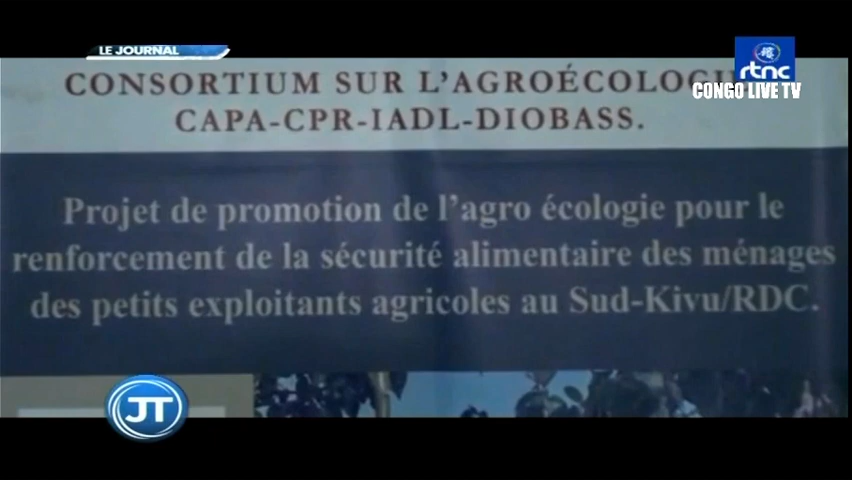 LE JOURNAL
rtnc
CONGO LIVE TV
CONSORTIUM SUR L'AGROÉCOLOGIE
CAPA-CPR-IADL-DIOBASS.
Projet de promotion de l'agro écologie pour le
renforcement de la sécurité alimentaire des ménages
des petits exploitants agricoles au Sud-Kivu/RDC.
JT